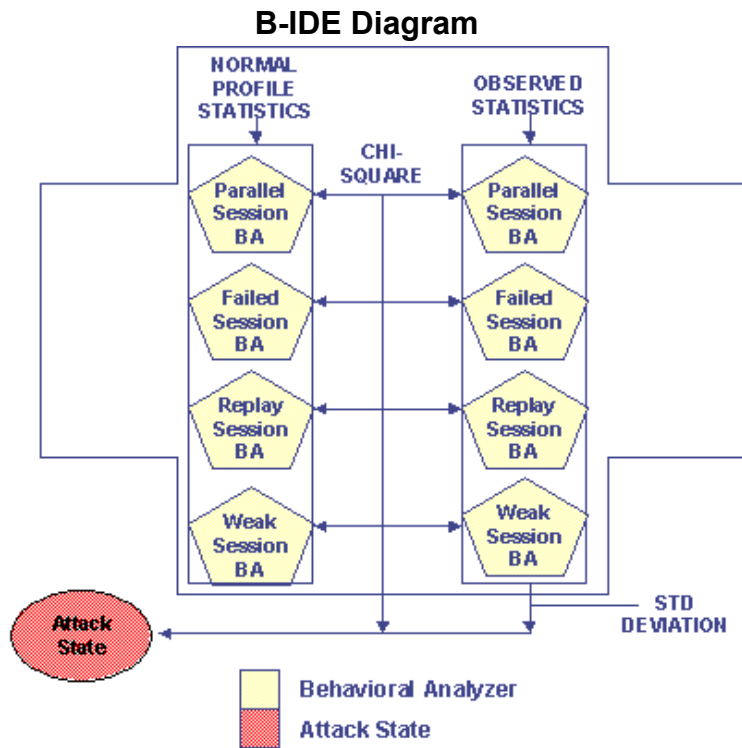 B-IDE Diagram
NORMAL
PROFILE
STATISTICS
OBSERVED
STATISTICS
CHI-
SQUARE
Parallel
Session
BA
Parallel
Session
BA
Failed
Session
BA
Failed
Session
BA
Replay
Session
BA
Replay
Session
BA
Weak
Session
BA
Weak
Session
BA
Attack
State
STD
DEVIATION
Behavioral Analyzer
Attack State